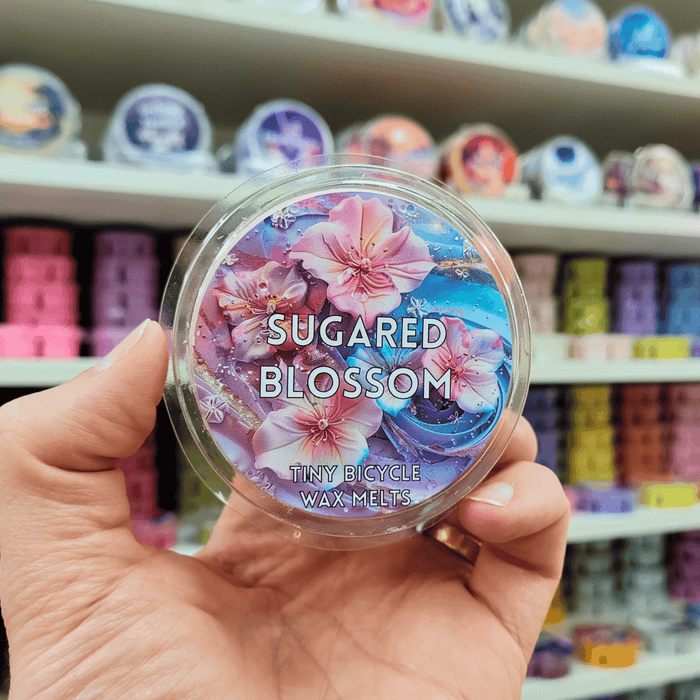 SUGARED
BLOSSOM
TINY BICYCLE
WAX MELTS